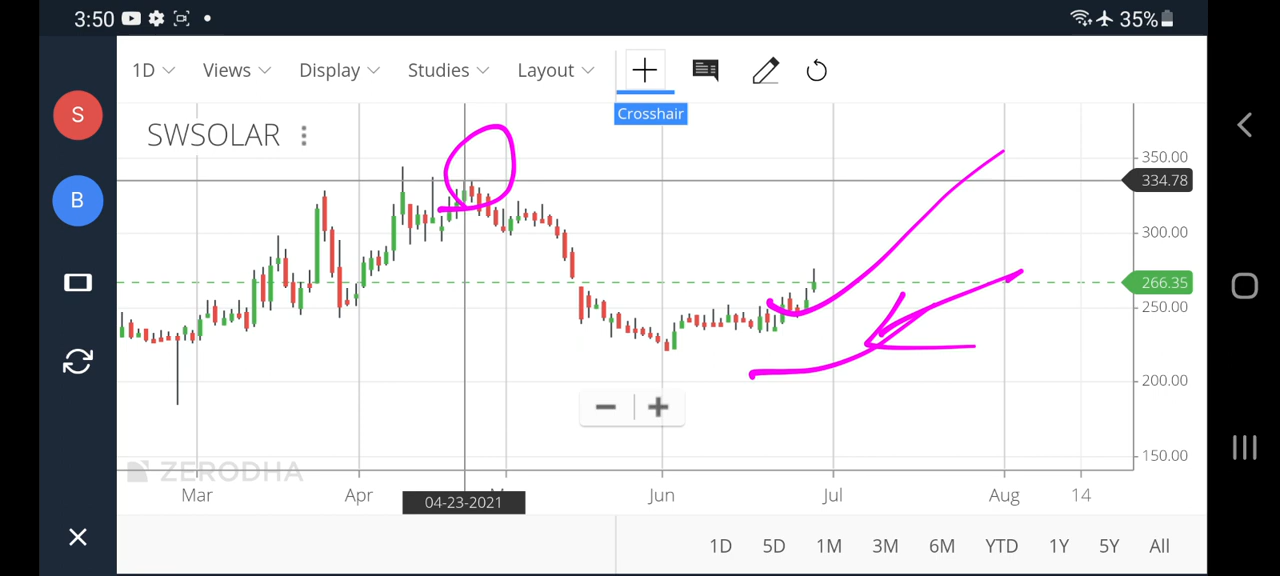 3:50 35%
1D Views Display Studies Layout
Crosshair
S
SWSOLAR
B
350.00
334.78
300.00
266.35
250.00
200.00
150.00
ZERODHA
Mar Apr Jun Jul Aug 14
04-23-2021
1D 5D 1M 3M 6M YTD 1Y 5Y All